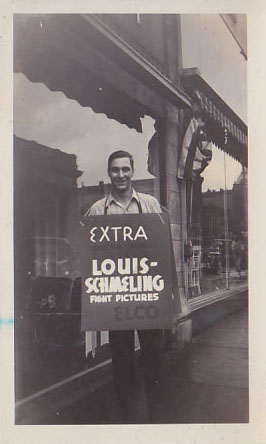 EXTRA
LOUIS-
SCHMELING
FIGHT PICTURES
ELCO